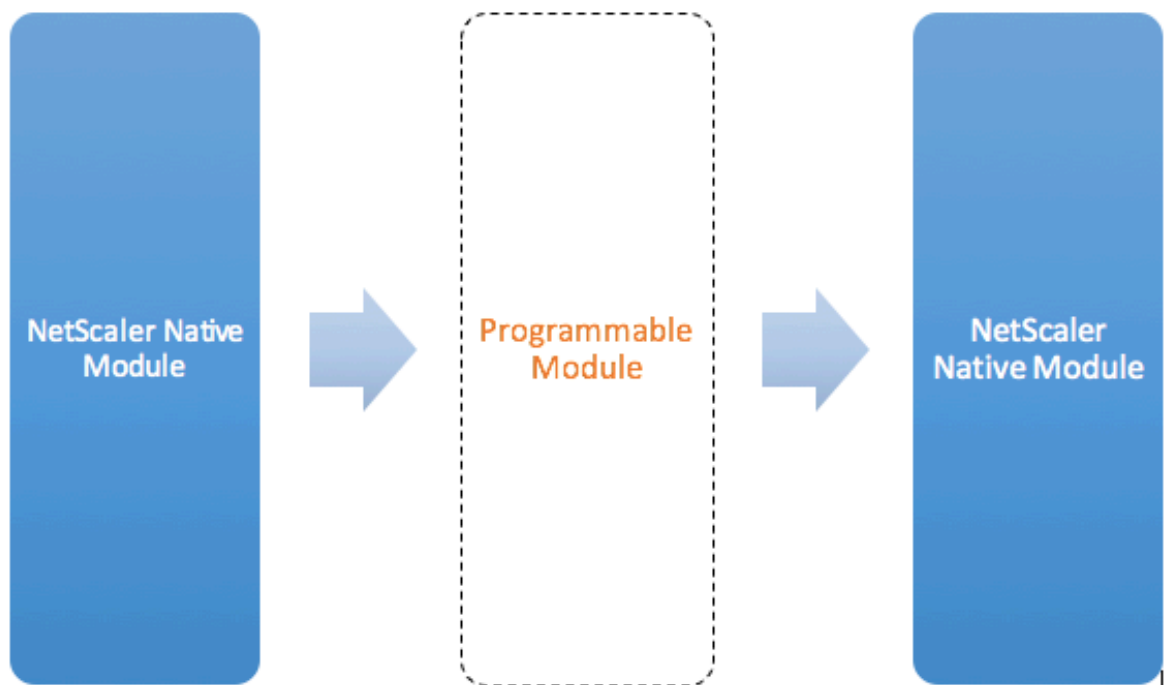 NetScaler Native
Module
Programmable
Module
NetScaler
Native Module